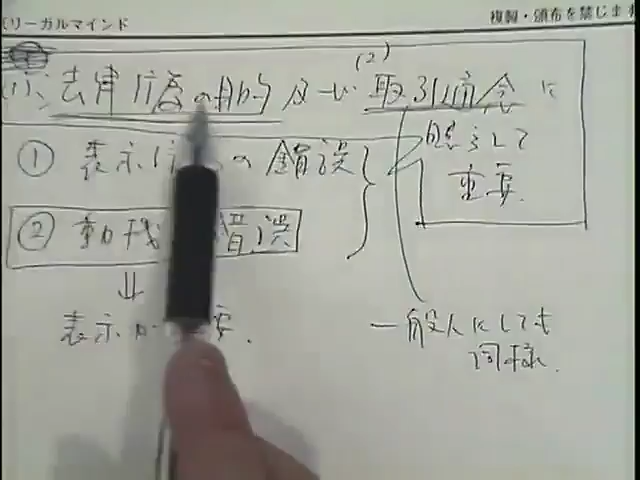 リーガルマインド
複製・頒布を禁じます
(1)、法律行為の目的及び取引通念に
(2)
照らして
重要
① 表示行 の錯誤
② 動機 錯誤
⇓
表示が 要.
一般人にしても
同様.